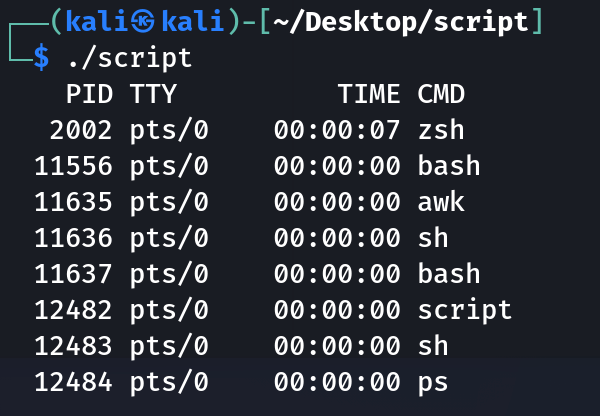 (kali㉿kali)-[~/Desktop/script]
$ ./script
PID TTY TIME CMD
2002 pts/0 00:00:07 zsh
11556 pts/0 00:00:00 bash
11635 pts/0 00:00:00 awk
11636 pts/0 00:00:00 sh
11637 pts/0 00:00:00 bash
12482 pts/0 00:00:00 script
12483 pts/0 00:00:00 sh
12484 pts/0 00:00:00 ps